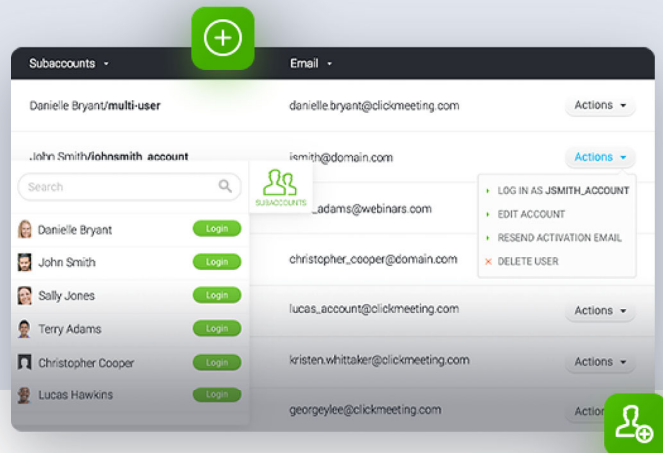 Subaccounts
Email
Danielle Bryant/multi-user
danielle.bryant@clickmeeting.com
Actions
John Smith/johnsmith_account
jsmith@domain.com
Actions
LOG IN AS JSMITH_ACCOUNT
EDIT ACCOUNT
RESEND ACTIVATION EMAIL
DELETE USER
Search
SUBACCOUNTS
_adams@webinars.com
Danielle Bryant
Login
John Smith
Login
christopher_cooper@domain.com
Sally Jones
Login
lucas_account@clickmeeting.com
Actions
Terry Adams
Login
Christopher Cooper
Login
kristen.whittaker@clickmeeting.com
Actions
Lucas Hawkins
Login
georgeylee@clickmeeting.com